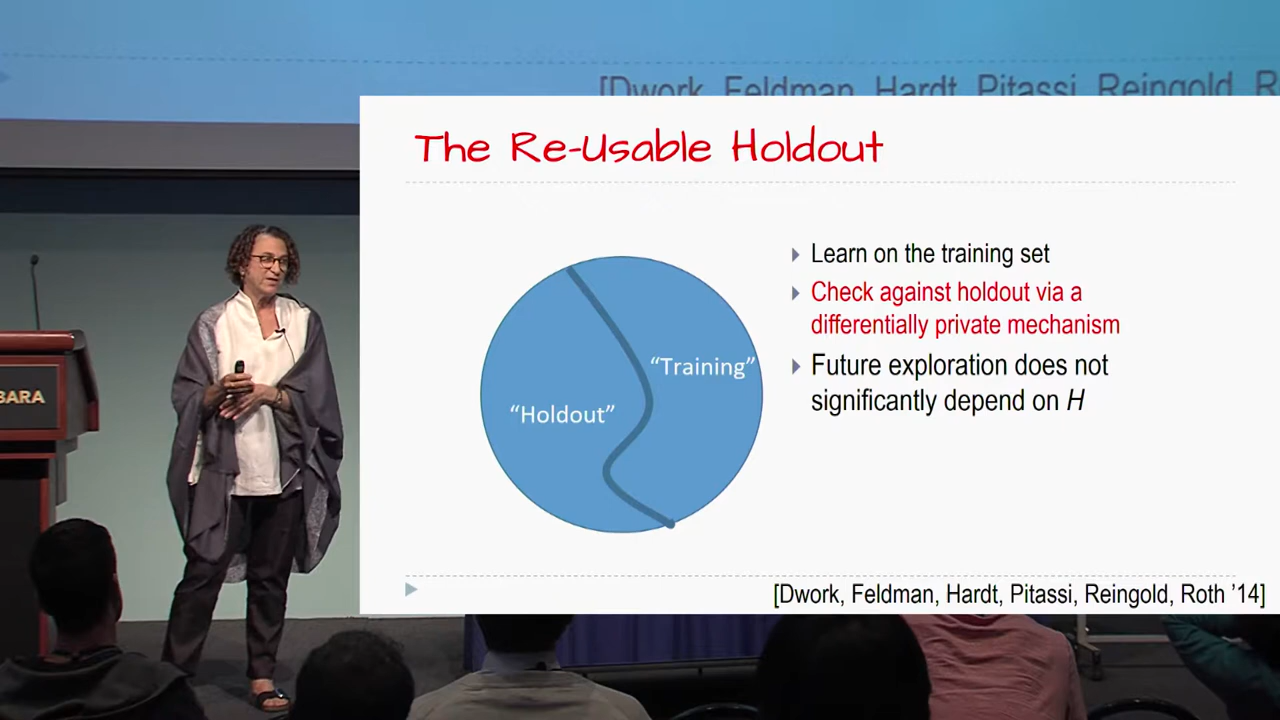 [Dwork, Feldman, Hardt, Pitassi, Reingold, R
The Re-Usable Holdout
Learn on the training set
Check against holdout via a
differentially private mechanism
Future exploration does not
significantly depend on H
"Training"
"Holdout"
BARA
[Dwork, Feldman, Hardt, Pitassi, Reingold, Roth '14]